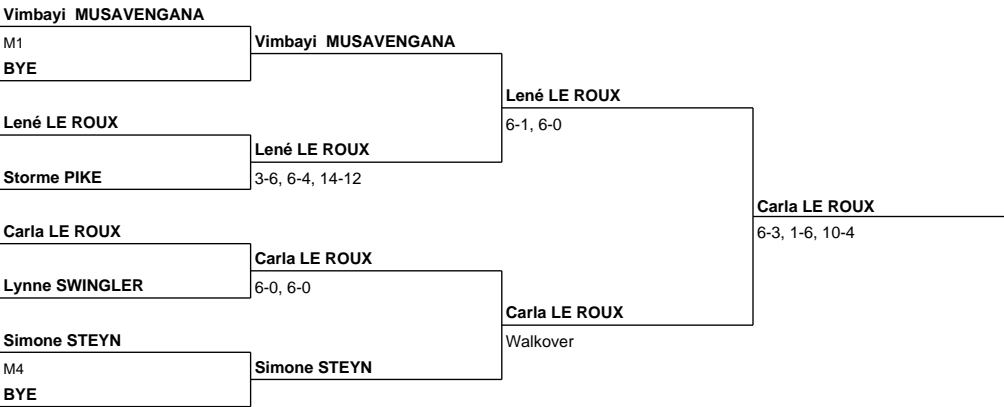 Vimbayi  MUSAVENGANA
M1
BYE
Vimbayi  MUSAVENGANA
Lené LE ROUX
6-1, 6-0
Lené LE ROUX
Lené LE ROUX
3-6, 6-4, 14-12
Storme PIKE
Carla LE ROUX
6-3, 1-6, 10-4
Carla LE ROUX
Carla LE ROUX
6-0, 6-0
Lynne SWINGLER
Carla LE ROUX
Walkover
Simone STEYN
M4
BYE
Simone STEYN